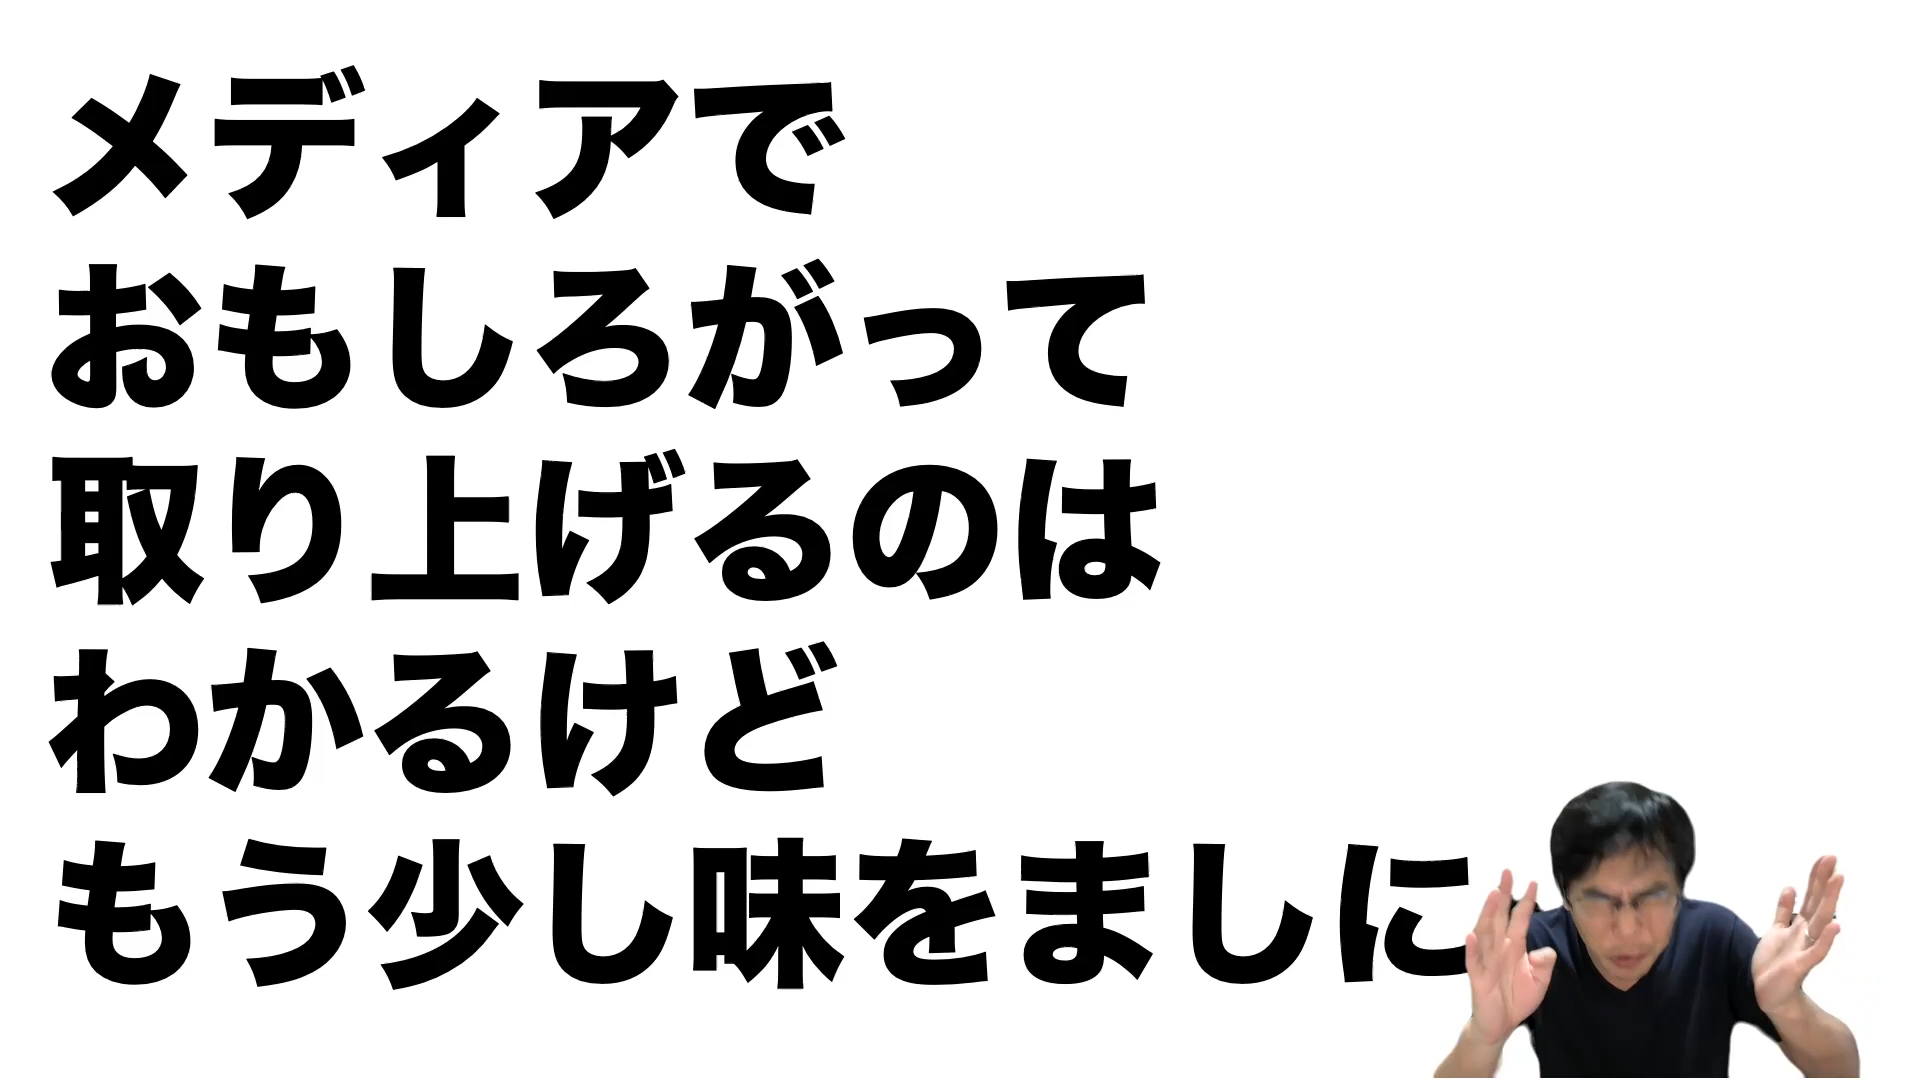 メディアで
おもしろがって
取り上げるのは
わかるけど
もう少し味をましに